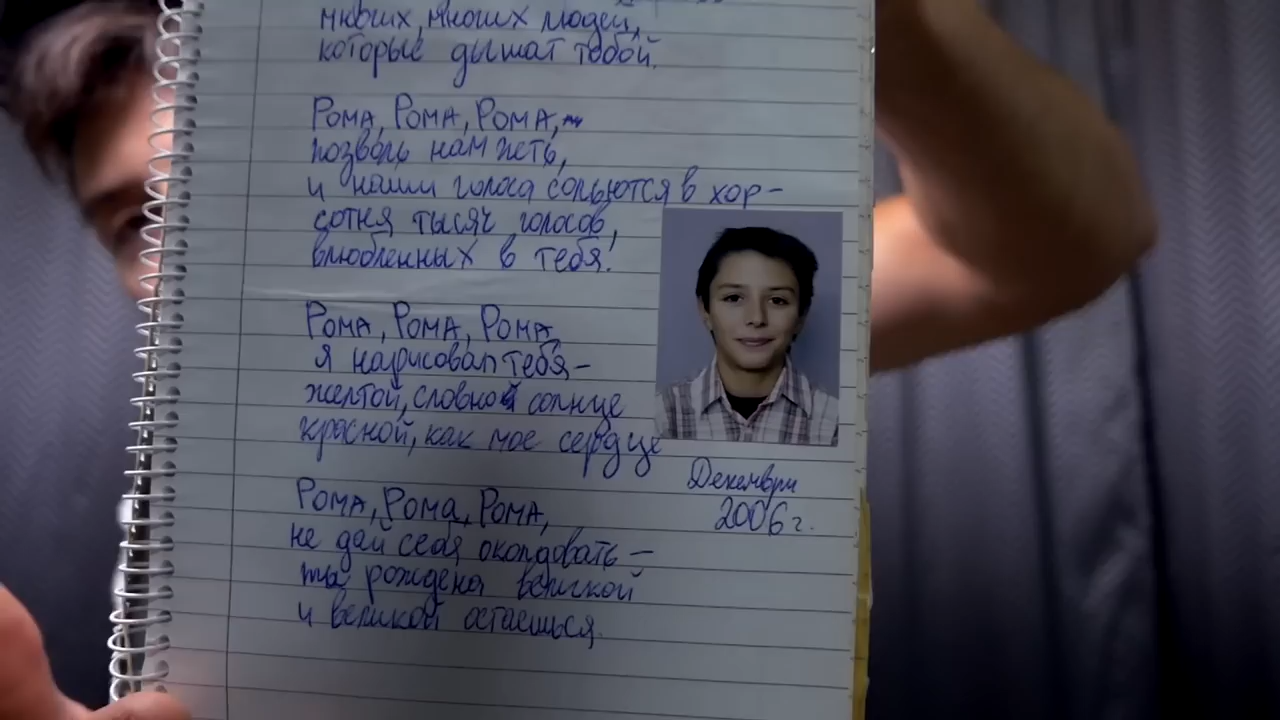 многих, многих людей,
которые дышат тобой.
Рома, Рома, Рома,
позволь нам петь,
и наши голоса сольются в хор-
сотня тысяч голосов,
влюбленных в тебя.
Рома, Рома, Рома,
я нарисовал тебя-
желтой, словно солнце
красной, как мое сердце
Рома, Рома, Рома,
не дай себя околдовать -
ты рождена великой
и великой остаешься.
Декември
2006 г.